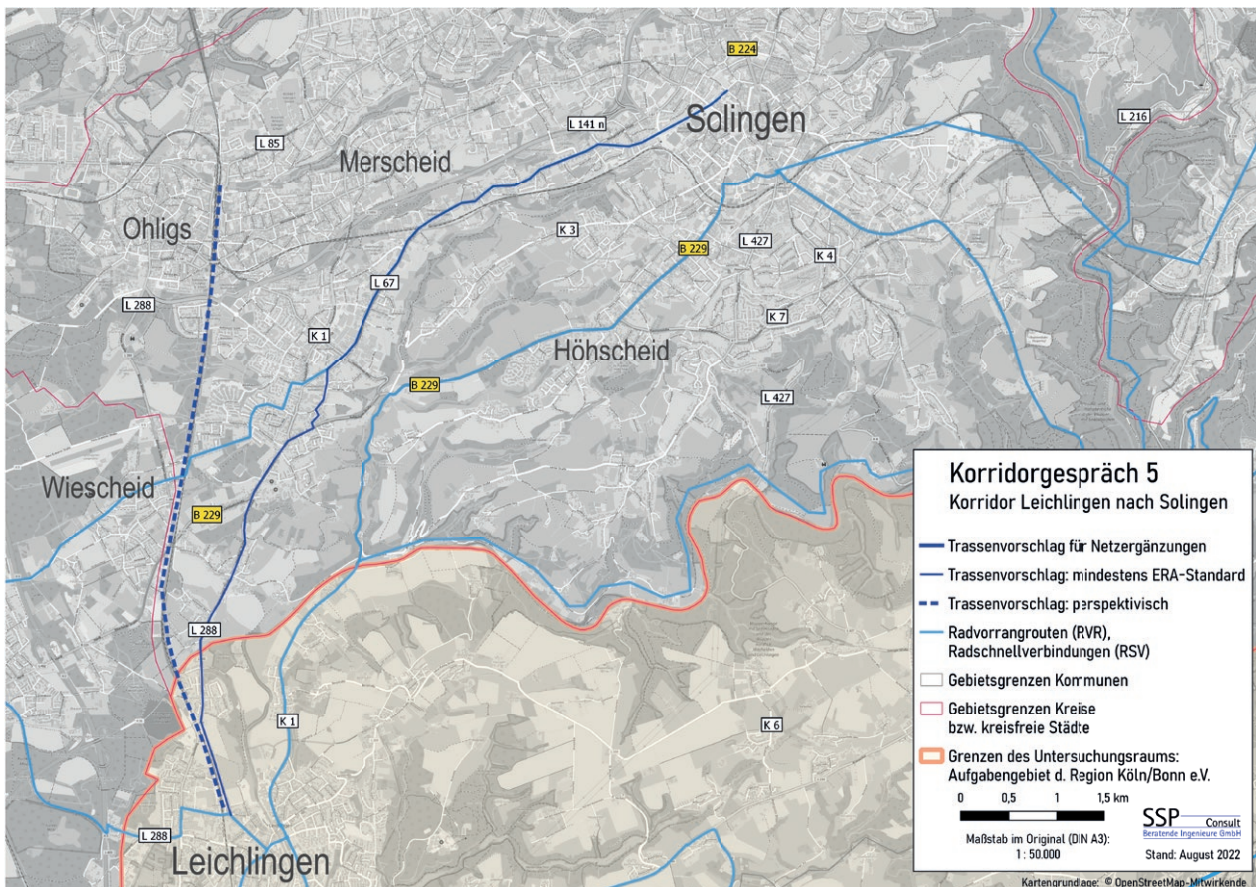 B 224
Solingen
L 141 n
L 216
L 85
Merscheid
Ohligs
K 3
B 229
L 427
K 4
L 67
L 288
K 1
K 7
Höhscheid
B 229
L 427
Wiescheid
B 229
L 288
K 1
K 6
L 288
Leichlingen
Korridorgespräch 5
Korridor Leichlingen nach Solingen
Trassenvorschlag für Netzergänzungen
Trassenvorschlag: mindestens ERA-Standard
Trassenvorschlag: perspektivisch
Radvorrangrouten (RVR),
Radschnellverbindungen (RSV)
Gebietsgrenzen Kommunen
Gebietsgrenzen Kreise
bzw. kreisfreie Städte
Grenzen des Untersuchungsraums:
Aufgabengebiet d. Region Köln/Bonn e.V.
0 0,5 1 1,5 km
Maßstab im Original (DIN A3):
1 : 50.000
SSP Consult
Beratende Ingenieure GmbH
Stand: August 2022
Kartengrundlage: © OpenStreetMap-Mitwirkende